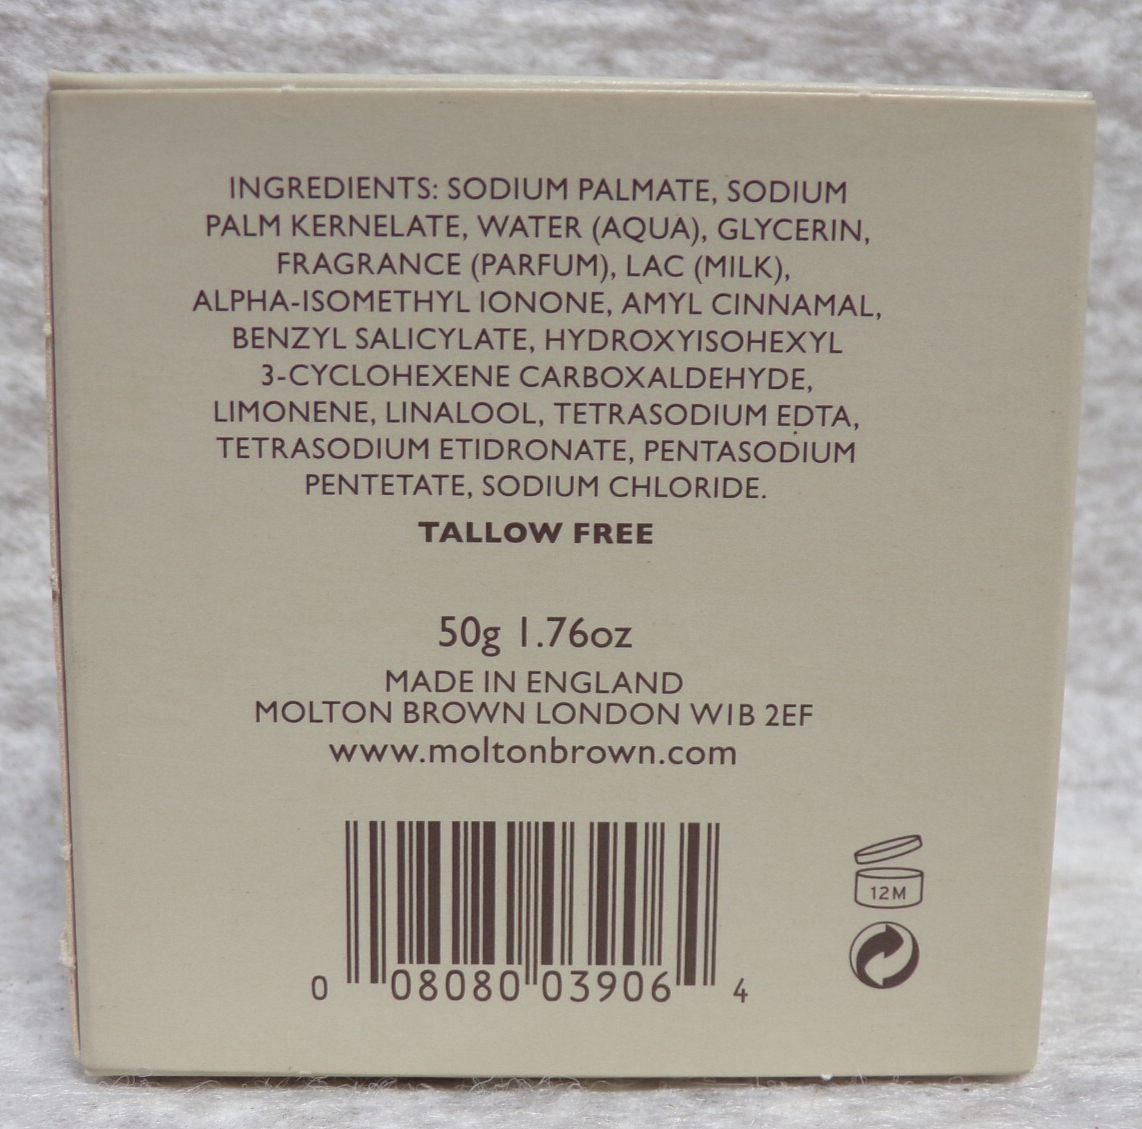 INGREDIENTS: SODIUM PALMATE, SODIUM
PALM KERNELATE, WATER (AQUA), GLYCERIN,
FRAGRANCE (PARFUM), LAC (MILK),
ALPHA-ISOMETHYL IONONE, AMYL CINNAMAL,
BENZYL SALICYLATE, HYDROXYISOHEXYL
3-CYCLOHEXENE CARBOXALDEHYDE,
LIMONENE, LINALOOL, TETRASODIUM EDTA,
TETRASODIUM ETIDRONATE, PENTASODIUM
PENTETATE, SODIUM CHLORIDE.
TALLOW FREE
50g 1.76oz
MADE IN ENGLAND
MOLTON BROWN LONDON W1B 2EF
www.moltonbrown.com
12M
0 08080 03906 4